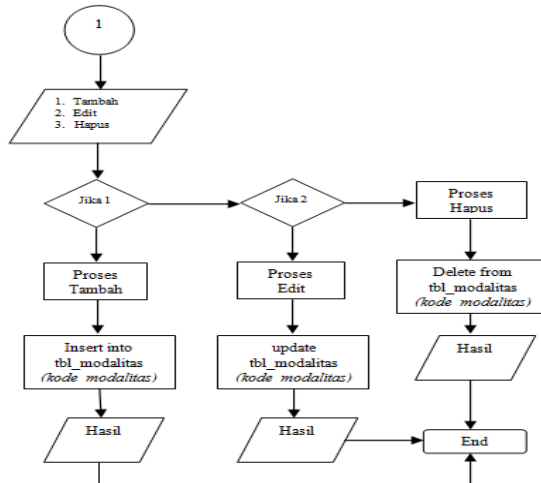 1
1. Tambah
2. Edit
3. Hapus
Jika 1
Jika 2
Proses
Hapus
Proses
Tambah
Proses
Edit
Delete from
tbl_modalitas
(kode modalitas)
Insert into
tbl_modalitas
(kode modalitas)
update
tbl_modalitas
(kode modalitas)
Hasil
Hasil
Hasil
End